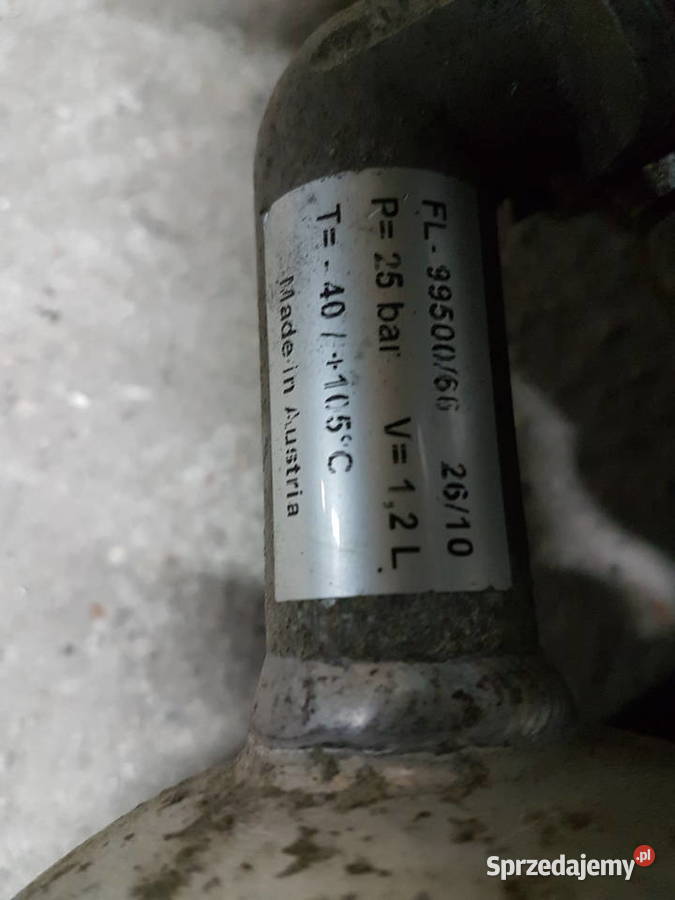 FL-99500/66 26/10
P= 25 bar V= 1,2 L
T= - 40 / +105°C
Made in Austria
Sprzedajemy.pl